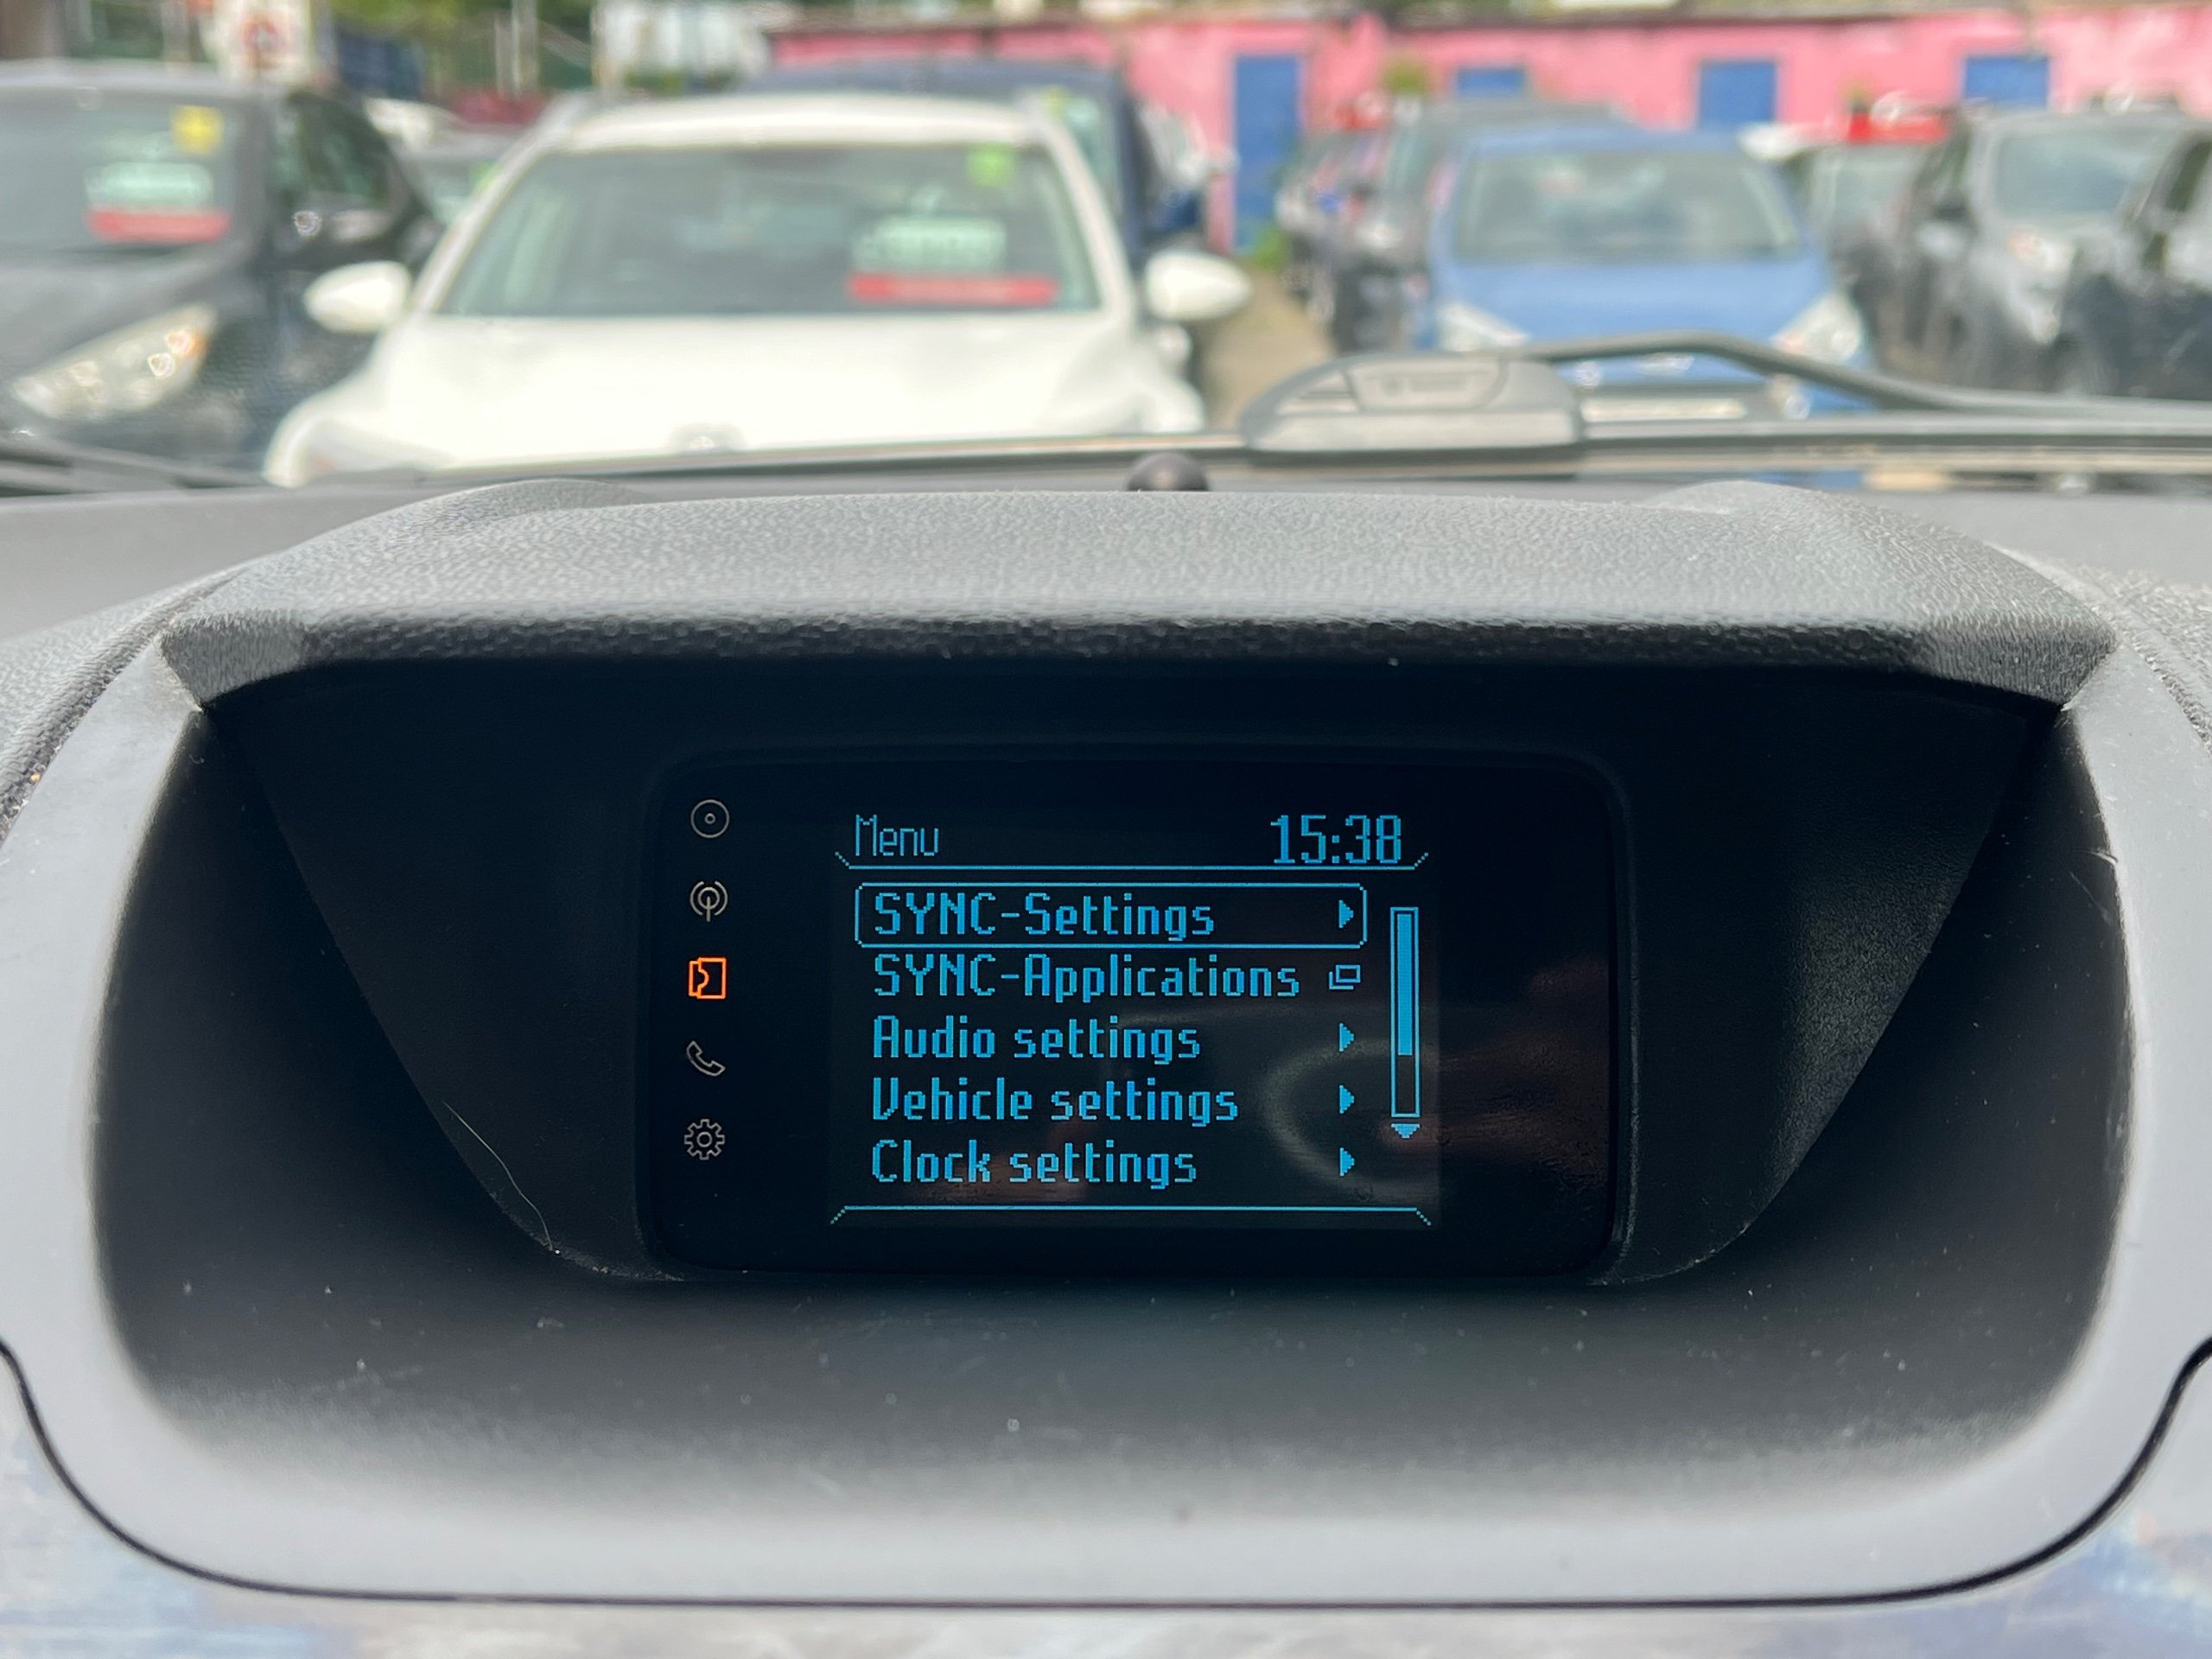 Menu 15:38
SYNC-Settings
SYNC-Applications
Audio settings
Vehicle settings
Clock settings